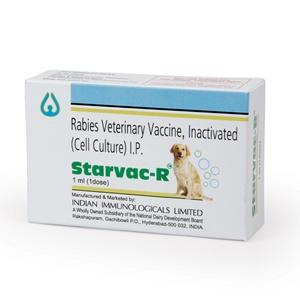 Rabies Veterinary Vaccine, Inactivated
(Cell Culture) I.P.
Starvac-R
1 ml (1dose)
Manufactured & Marketed by:
INDIAN IMMUNOLOGICALS LIMITED
A Wholly Owned Subsidiary of the National Dairy Development Board
Rakshapuram, Gachibowli P.O., Hyderabad-500 032, INDIA.